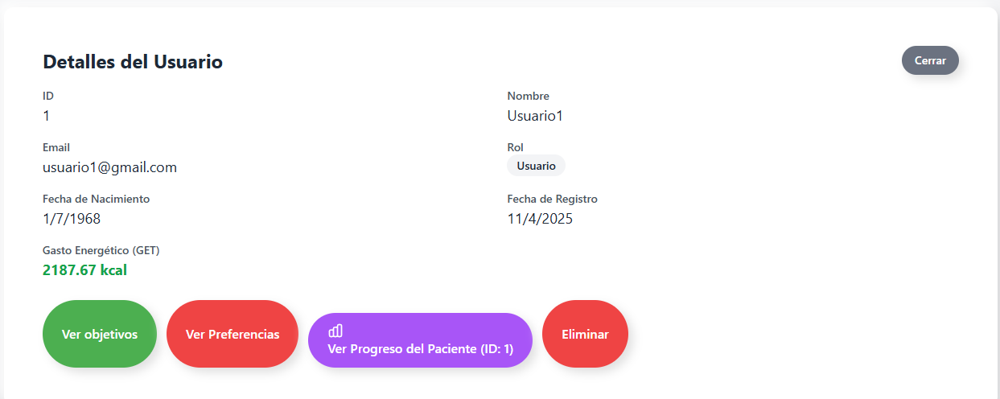 Detalles del Usuario
Cerrar
ID
1
Nombre
Usuario1
Email
usuario1@gmail.com
Rol
Usuario
Fecha de Nacimiento
1/7/1968
Fecha de Registro
11/4/2025
Gasto Energético (GET)
2187.67 kcal
Ver objetivos
Ver Preferencias
Ver Progreso del Paciente (ID: 1)
Eliminar